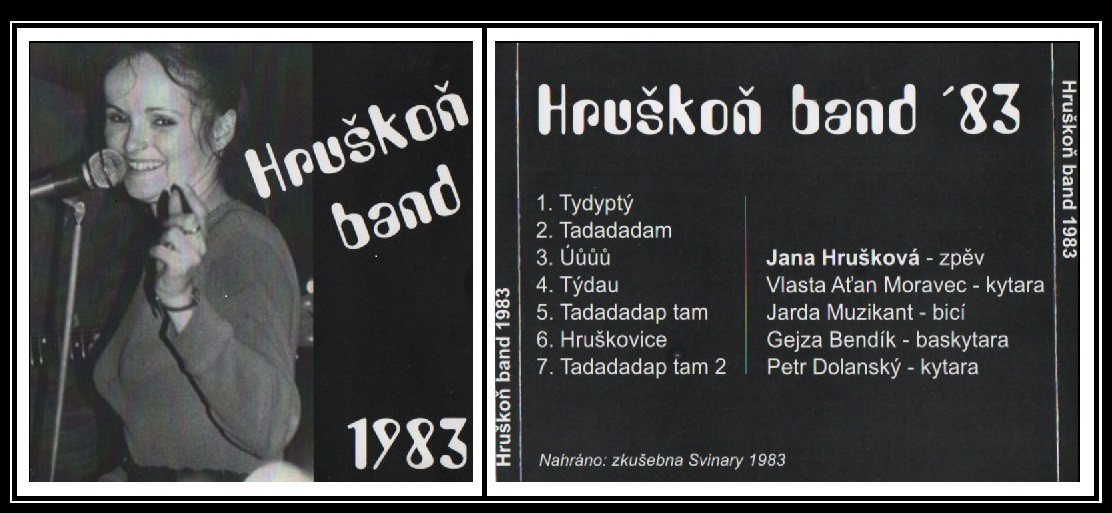 Hruškoň
band
1983
Hruškoň band 1983
Hruškoň band ´83
1. Tydyptý
2. Tadadadam
3. Úůůů
4. Týdau
5. Tadadadap tam
6. Hruškovice
7. Tadadadap tam 2
Jana Hrušková - zpěv
Vlasta Aťan Moravec - kytara
Jarda Muzikant - bicí
Gejza Bendík - baskytara
Petr Dolanský - kytara
Nahráno: zkušebna Svinary 1983
Hruškoň band 1983